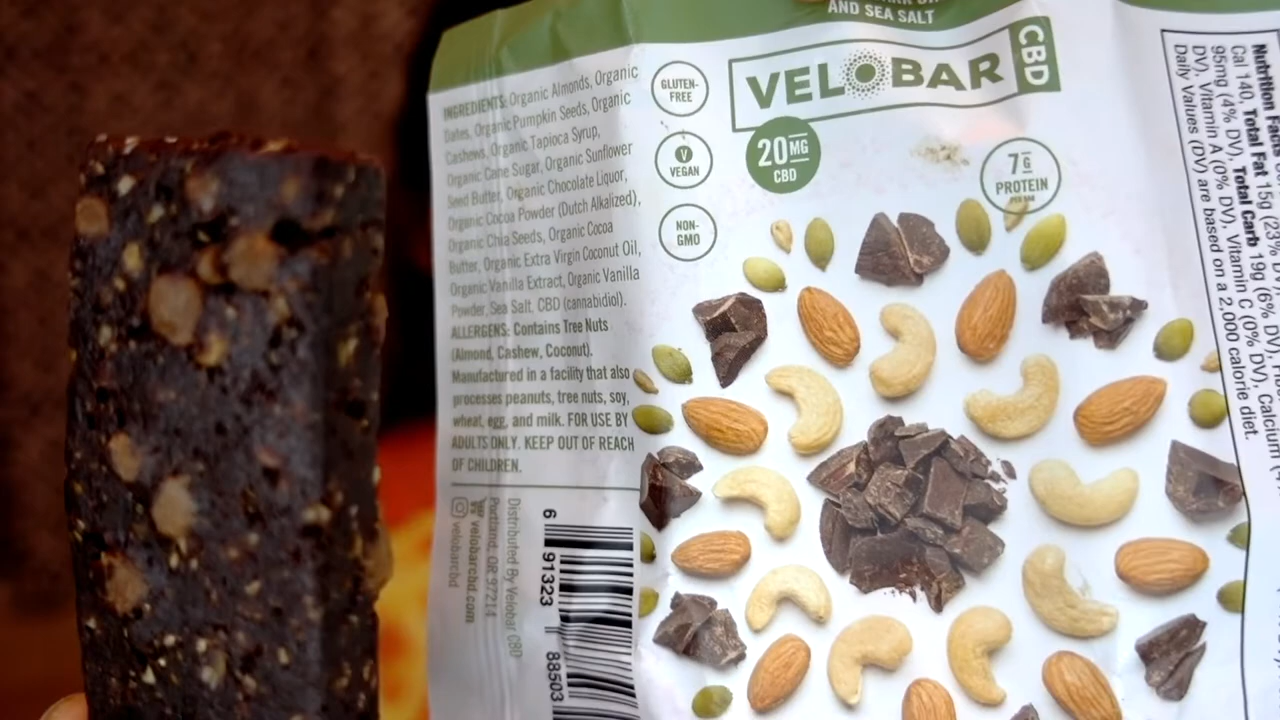 AND SEA SALT
VELOBAR
CBD
GLUTEN-
FREE
V
VEGAN
NON-
GMO
20 MG
CBD
7G
PROTEIN
PER BAR
INGREDIENTS: Organic Almonds, Organic
Dates, Organic Pumpkin Seeds, Organic
Cashews, Organic Tapioca Syrup,
Organic Cane Sugar, Organic Sunflower
Seed Butter, Organic Chocolate Liquor,
Organic Cocoa Powder (Dutch Alkalized),
Organic Chia Seeds, Organic Cocoa
Butter, Organic Extra Virgin Coconut Oil,
Organic Vanilla Extract, Organic Vanilla
Powder, Sea Salt, CBD (cannabidiol).
ALLERGENS: Contains Tree Nuts
(Almond, Cashew, Coconut).
Manufactured in a facility that also
processes peanuts, tree nuts, soy,
wheat, egg, and milk. FOR USE BY
ADULTS ONLY. KEEP OUT OF REACH
OF CHILDREN.
Distributed By Velobar CBD
Portland, OR 97214
velobarcbd.com
velobarcbd
6 91323 88503
Nutrition Facts
Cal 140, Total Fat 15g (23% DV)
95mg (4% DV), Total Carb 19g (6% DV),
DV), Vitamin A (0% DV), Vitamin C (0% DV), Calcium
Daily Values (DV) are based on a 2,000 calorie diet.